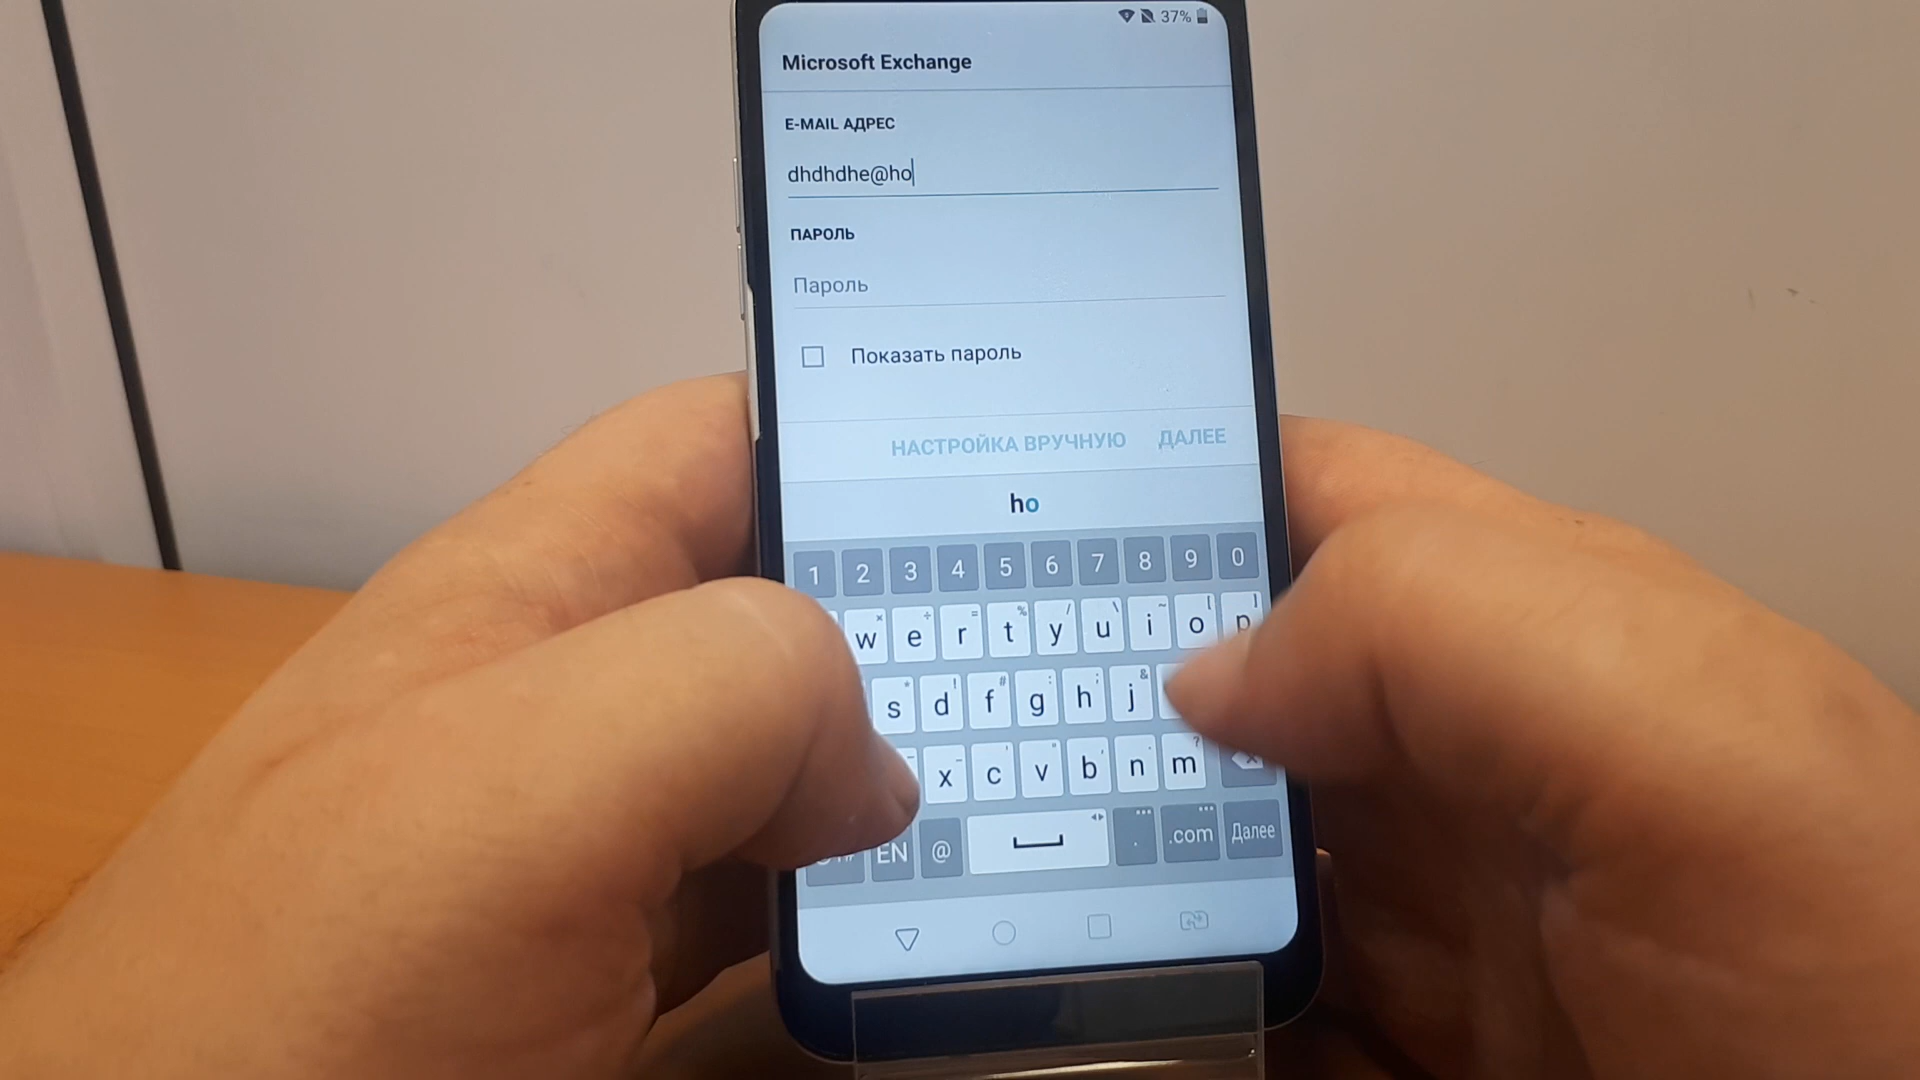 37%
Microsoft Exchange
E-MAIL АДРЕС
dhdhdhe@ho
ПАРОЛЬ
Пароль
Показать пароль
НАСТРОЙКА ВРУЧНУЮ ДАЛЕЕ
ho
1 2 3 4 5 6 7 8 9 0
w e r t y u i o p
s d f g h j
x c v b n m
EN @ . .com Далее